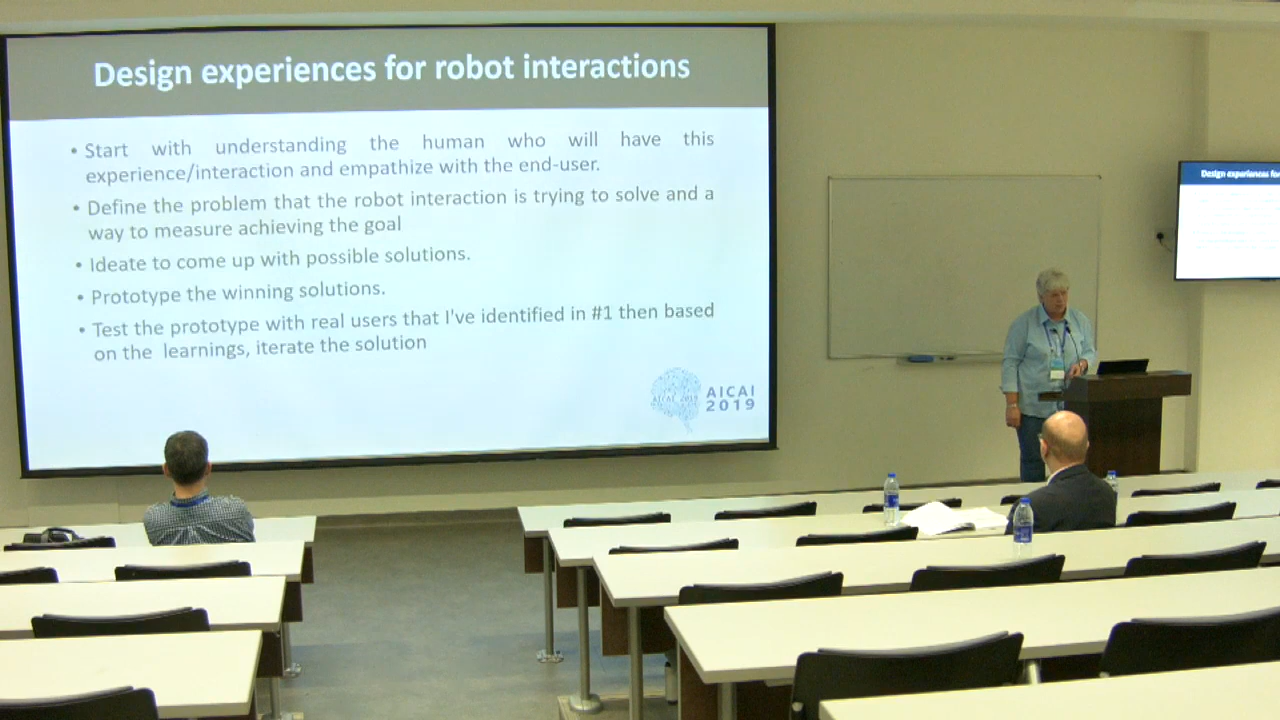 Design experiences for robot interactions
• Start with understanding the human who will have this
experience/interaction and empathize with the end-user.
• Define the problem that the robot interaction is trying to solve and a
way to measure achieving the goal
• Ideate to come up with possible solutions.
• Prototype the winning solutions.
• Test the prototype with real users that I've identified in #1 then based
on the learnings, iterate the solution
AICAI 2019
AICAI
2019
Design experiences for